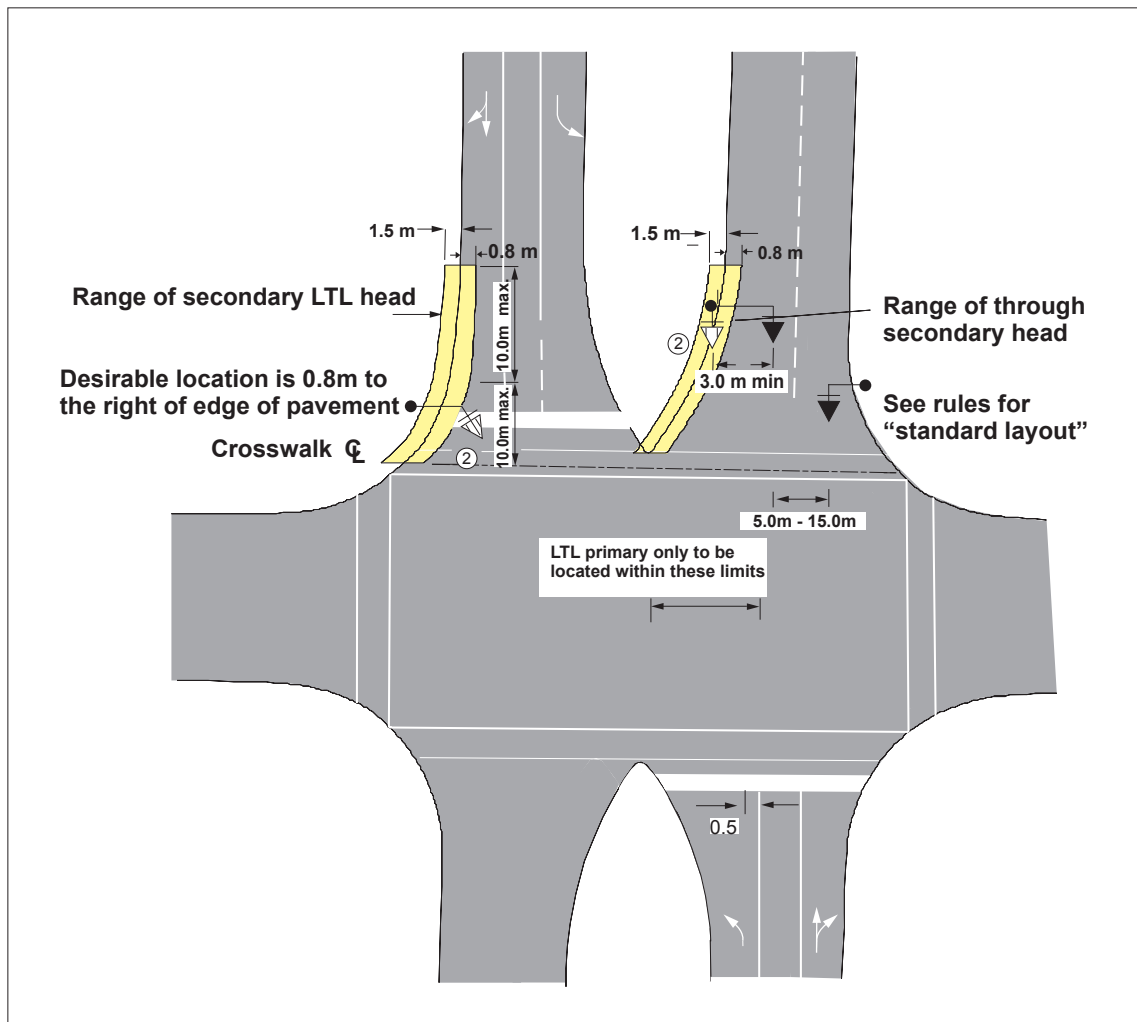 1.5 m
0.8 m
1.5 m
0.8 m
Range of secondary LTL head
10.0m max.
Range of through
secondary head
②
3.0 m min
Desirable location is 0.8m to
the right of edge of pavement
10.0m max.
See rules for
“standard layout”
Crosswalk ℄
②
5.0m - 15.0m
LTL primary only to be
located within these limits
0.5